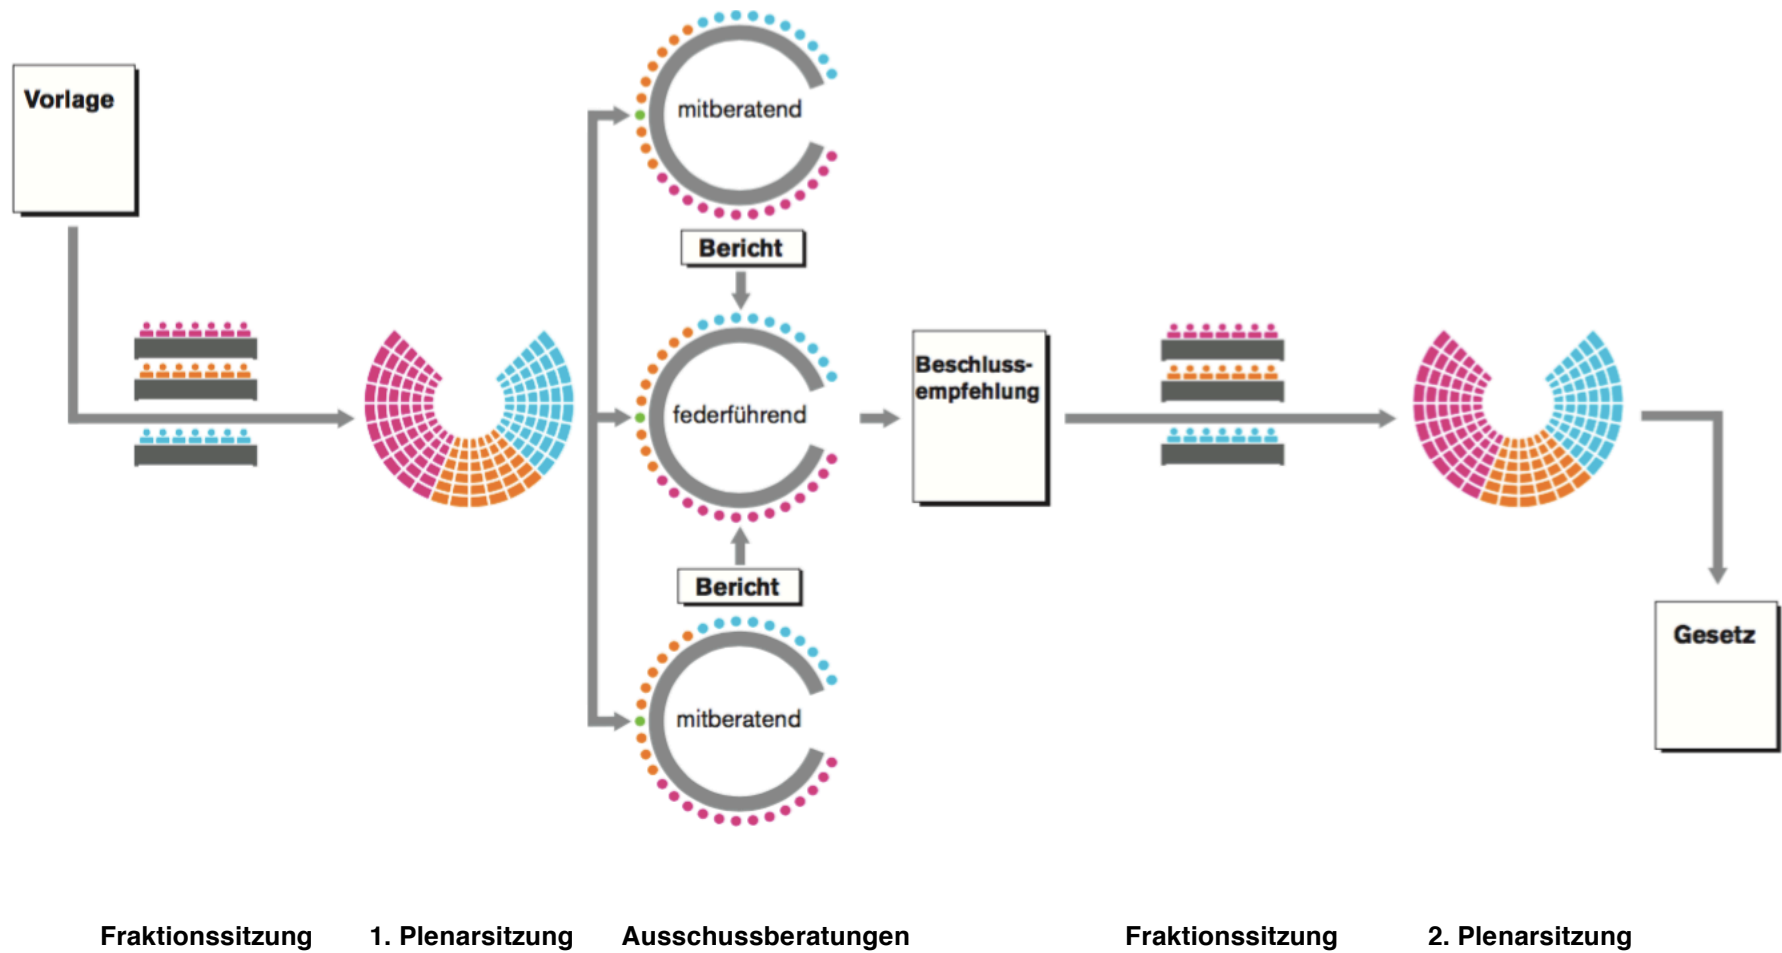 Vorlage
mitberatend
Bericht
federführend
Bericht
mitberatend
Beschluss-
empfehlung
Gesetz
Fraktionssitzung
1. Plenarsitzung
Ausschussberatungen
Fraktionssitzung
2. Plenarsitzung